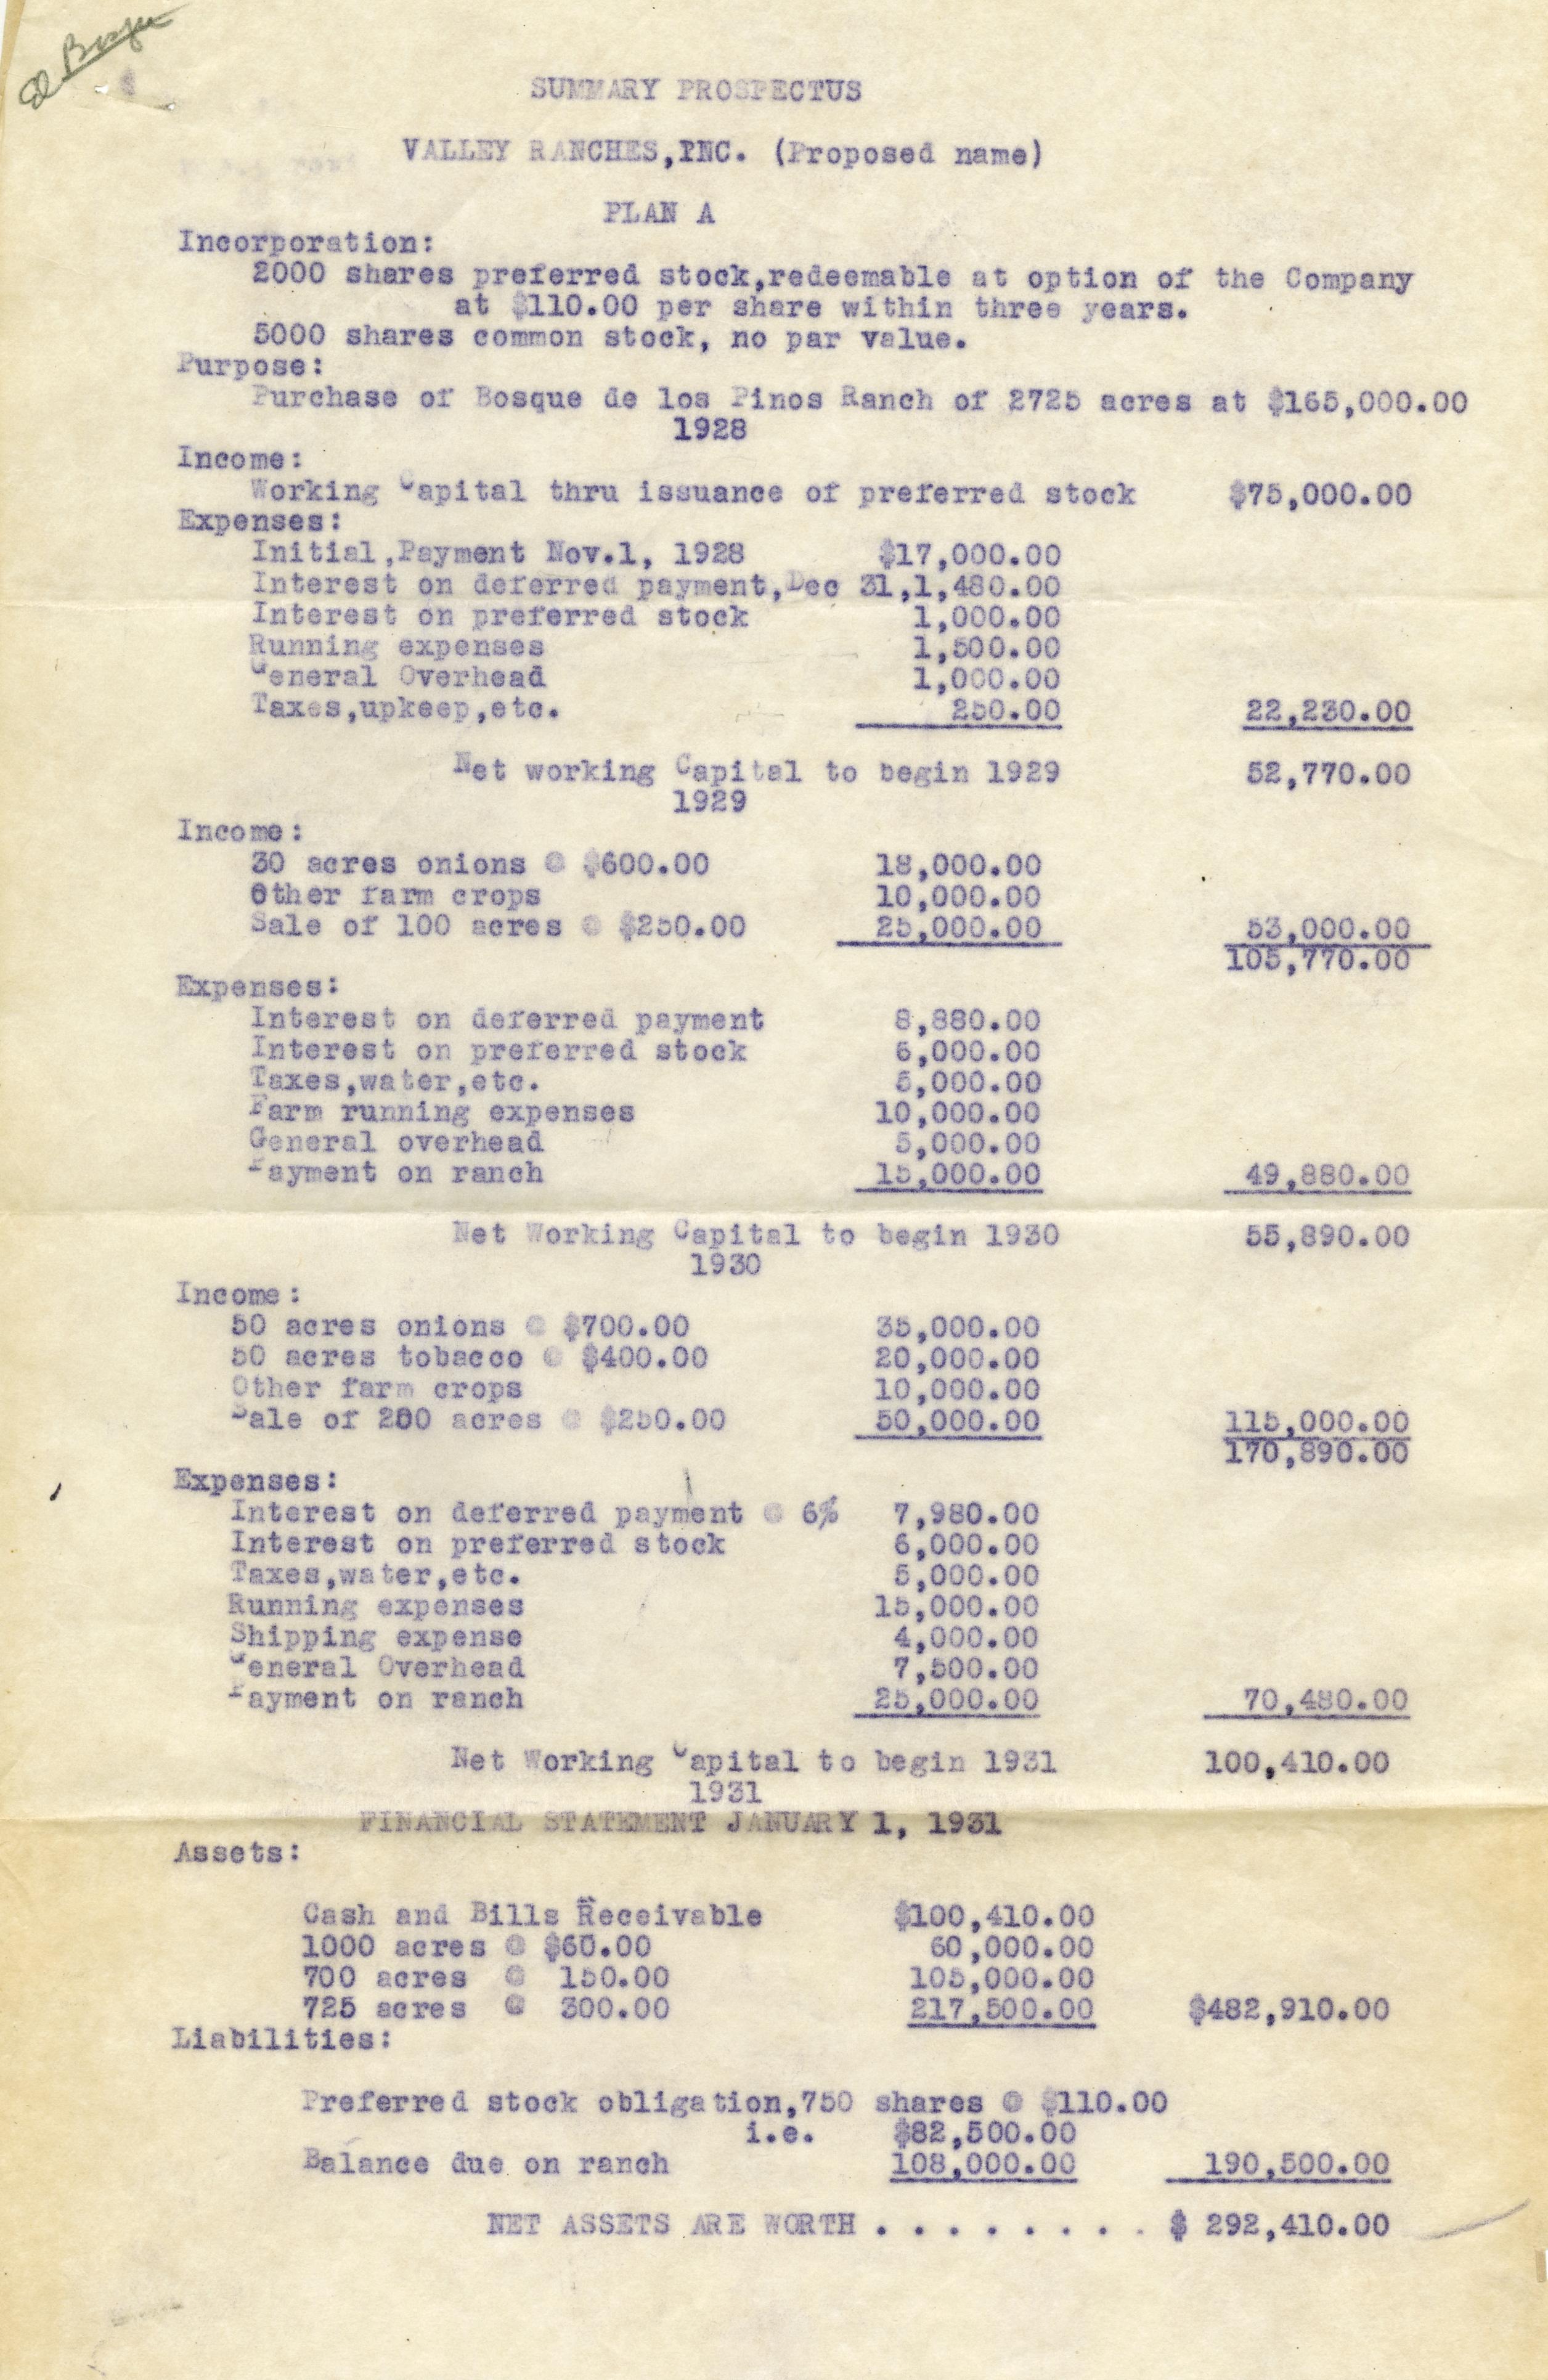 El Bosque
SUMMARY PROSPECTUS
VALLEY RANCHES,INC. (Proposed name)
PLAN A
Incorporation:
2000 shares preferred stock,redeemable at option of the Company
at $110.00 per share within three years.
5000 shares common stock, no par value.
Purpose:
Purchase of Bosque de los Pinos Ranch of 2725 acres at $165,000.00
1928
Income:
Working Capital thru issuance of preferred stock $75,000.00
Expenses:
Initial,Payment Nov.1, 1928 $17,000.00
Interest on deferred payment,Dec 31,1,480.00
Interest on preferred stock 1,000.00
Running expenses 1,500.00
General Overhead 1,000.00
Taxes,upkeep,etc. 250.00 22,230.00
Net working Capital to begin 1929 52,770.00
1929
Income:
30 acres onions @ $600.00 18,000.00
Other farm crops 10,000.00
Sale of 100 acres @ $250.00 25,000.00 53,000.00
105,770.00
Expenses:
Interest on deferred payment 8,880.00
Interest on preferred stock 6,000.00
Taxes,water,etc. 5,000.00
Farm running expenses 10,000.00
General overhead 5,000.00
Payment on ranch 15,000.00 49,880.00
Net Working Capital to begin 1930 55,890.00
1930
Income:
50 acres onions @ $700.00 35,000.00
50 acres tobacco @ $400.00 20,000.00
Other farm crops 10,000.00
Sale of 200 acres @ $250.00 50,000.00 115,000.00
170,890.00
Expenses:
Interest on deferred payment @ 6% 7,980.00
Interest on preferred stock 6,000.00
Taxes,water,etc. 5,000.00
Running expenses 15,000.00
Shipping expense 4,000.00
General Overhead 7,500.00
Payment on ranch 25,000.00 70,480.00
Net Working Capital to begin 1931 100,410.00
1931
FINANCIAL STATEMENT JANUARY 1, 1931
Assets:
Cash and Bills Receivable $100,410.00
1000 acres @ $60.00 60,000.00
700 acres @ 150.00 105,000.00
725 acres @ 300.00 217,500.00 $482,910.00
Liabilities:
Preferred stock obligation,750 shares @ $110.00
i.e. $82,500.00
Balance due on ranch 108,000.00 190,500.00
NET ASSETS ARE WORTH . . . . . . . . $ 292,410.00